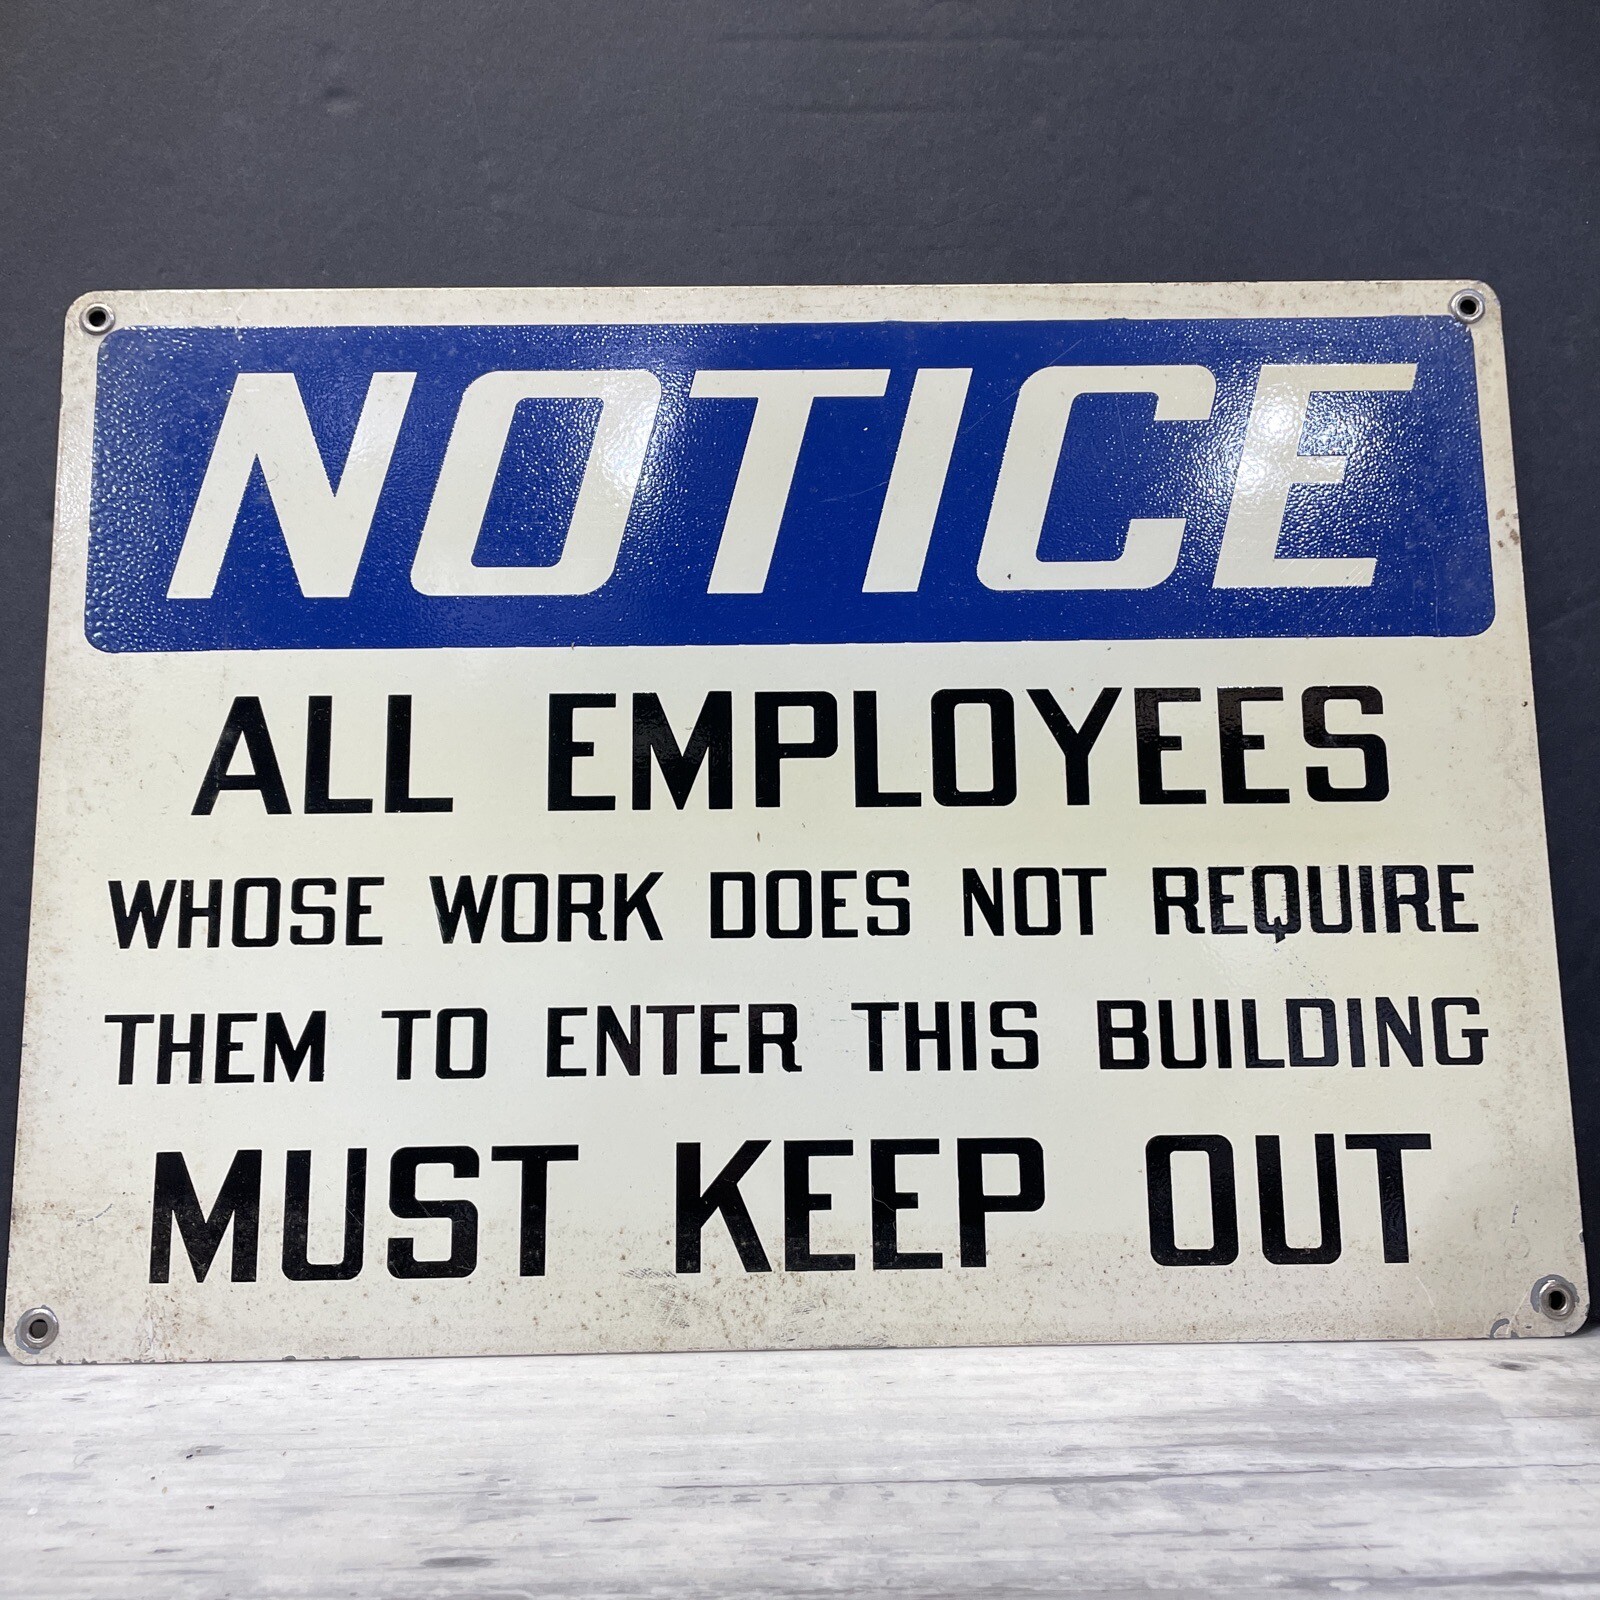 NOTICE
ALL EMPLOYEES
WHOSE WORK DOES NOT REQUIRE
THEM TO ENTER THIS BUILDING
MUST KEEP OUT